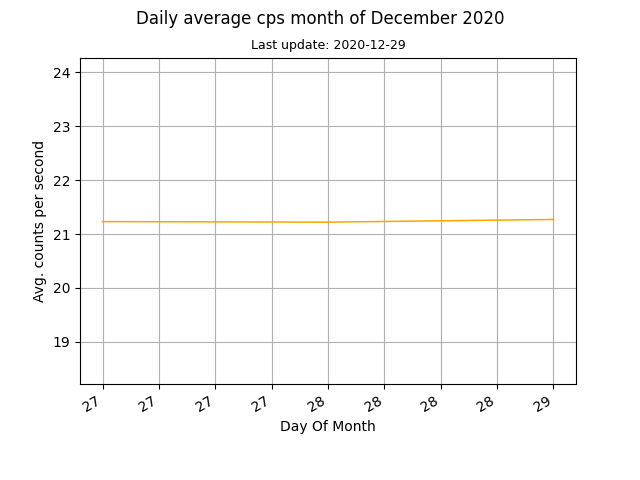 Daily average cps month of December 2020
Last update: 2020-12-29
24
23
22
21
20
19
Avg. counts per second
27 27 27 27 28 28 28 28 29
Day Of Month